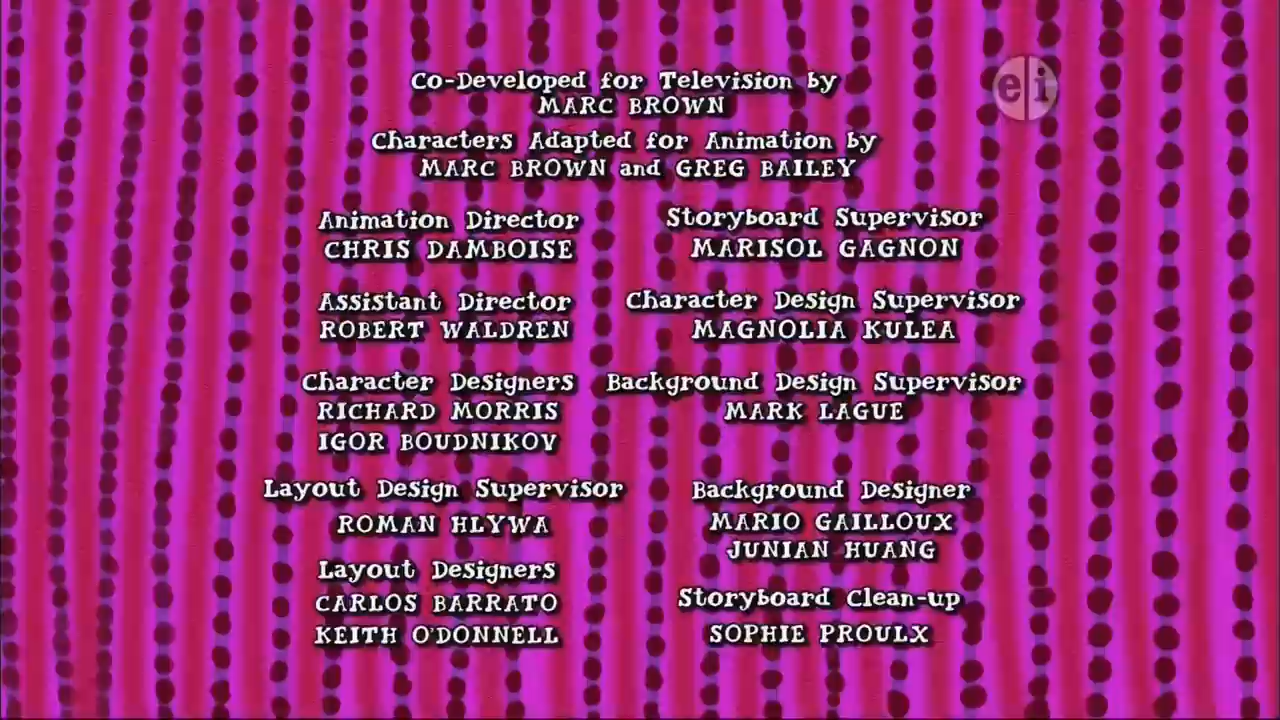 Co-Developed for Television by
MARC BROWN
Characters Adapted for Animation by
MARC BROWN and GREG BAILEY
Animation Director
CHRIS DAMBOISE
Storyboard Supervisor
MARISOL GAGNON
Assistant Director
ROBERT WALDREN
Character Design Supervisor
MAGNOLIA KULEA
Character Designers
RICHARD MORRIS
IGOR BOUDNIKOV
Background Design Supervisor
MARK LAGUE
Layout Design Supervisor
ROMAN HLYWA
Background Designer
MARIO GAILLOUX
JUNIAN HUANG
Layout Designers
CARLOS BARRATO
KEITH O'DONNELL
Storyboard Clean-up
SOPHIE PROULX
e i